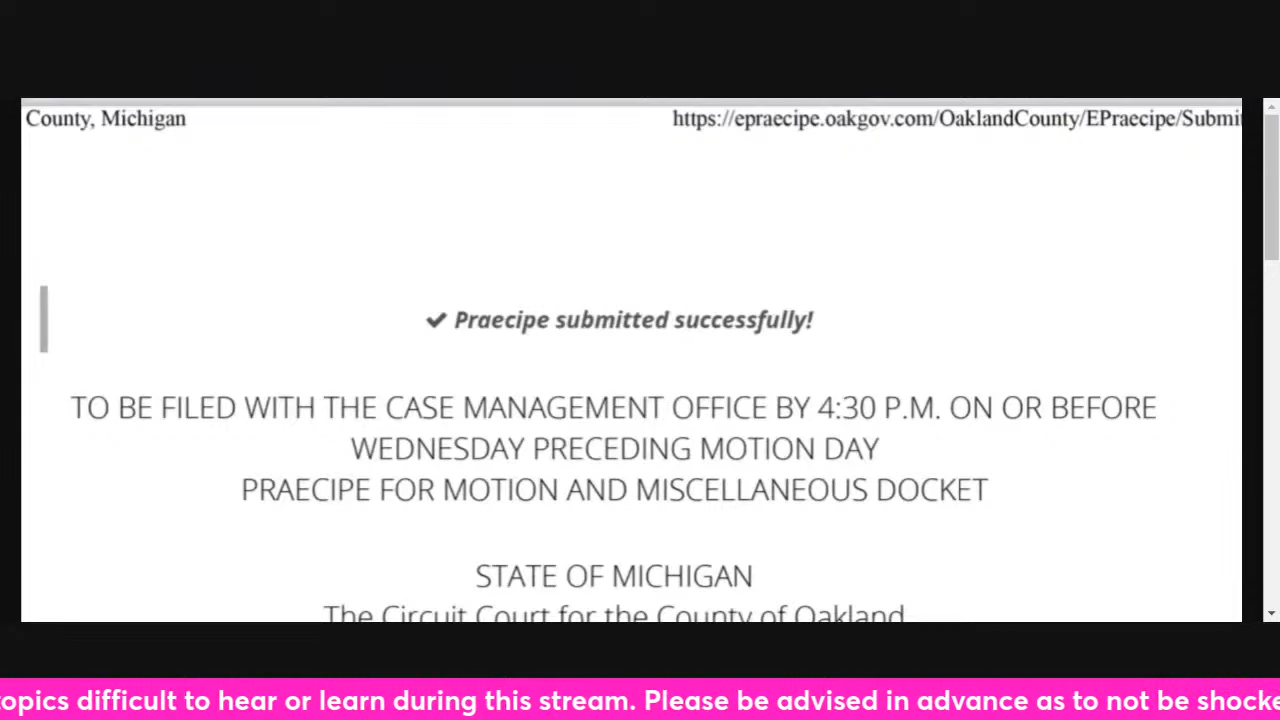 County, Michigan
https://epraecipe.oakgov.com/OaklandCounty/EPraecipe/Submi
✔ Praecipe submitted successfully!
TO BE FILED WITH THE CASE MANAGEMENT OFFICE BY 4:30 P.M. ON OR BEFORE
WEDNESDAY PRECEDING MOTION DAY
PRAECIPE FOR MOTION AND MISCELLANEOUS DOCKET
STATE OF MICHIGAN
The Circuit Court for the County of Oakland
topics difficult to hear or learn during this stream. Please be advised in advance as to not be shocke